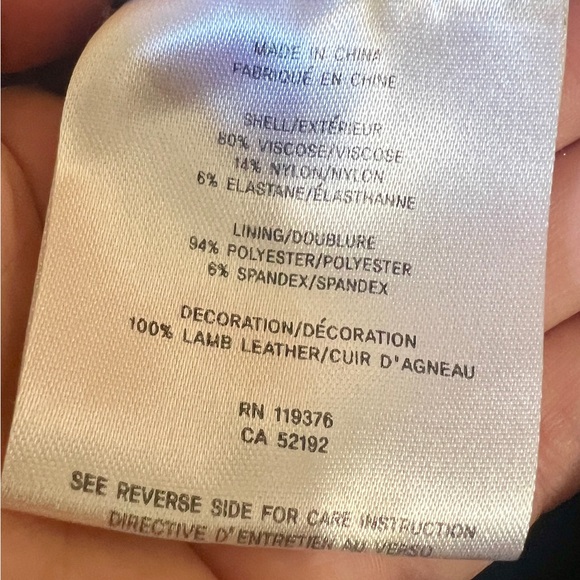 MADE IN CHINA
FABRIQUÉ EN CHINE
SHELL/EXTÉRIEUR
80% VISCOSE/VISCOSE
14% NYLON/NYLON
6% ELASTANE/ÉLASTHANNE
LINING/DOUBLURE
94% POLYESTER/POLYESTER
6% SPANDEX/SPANDEX
DECORATION/DÉCORATION
100% LAMB LEATHER/CUIR D'AGNEAU
RN 119376
CA 52192
SEE REVERSE SIDE FOR CARE INSTRUCTION
DIRECTIVE D'ENTRETIEN AU VERSO